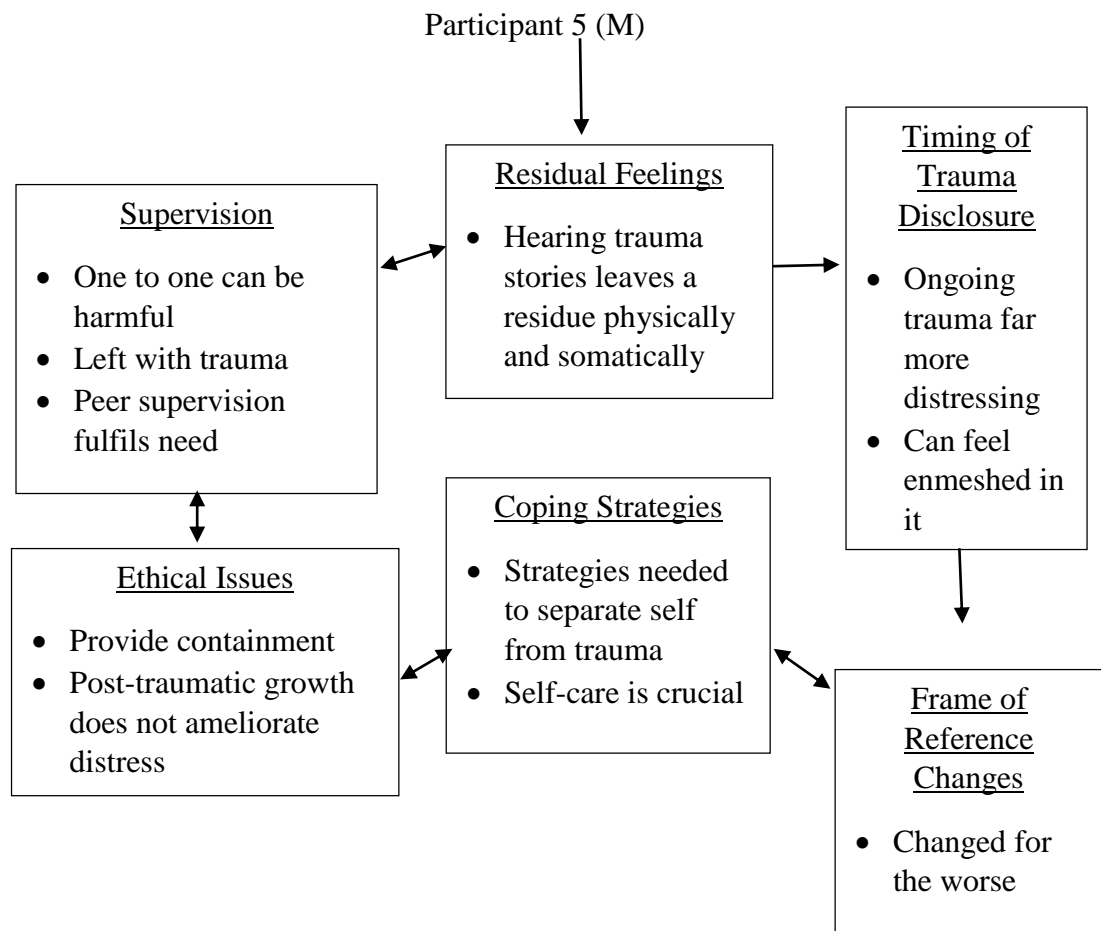 Participant 5 (M)
Supervision
• One to one can be
harmful
• Left with trauma
• Peer supervision
fulfils need
Residual Feelings
• Hearing trauma
stories leaves a
residue physically
and somatically
Timing of
Trauma
Disclosure
• Ongoing
trauma far
more
distressing
• Can feel
enmeshed in
it
Ethical Issues
• Provide containment
• Post-traumatic growth
does not ameliorate
distress
Coping Strategies
• Strategies needed
to separate self
from trauma
• Self-care is crucial
Frame of
Reference
Changes
• Changed for
the worse